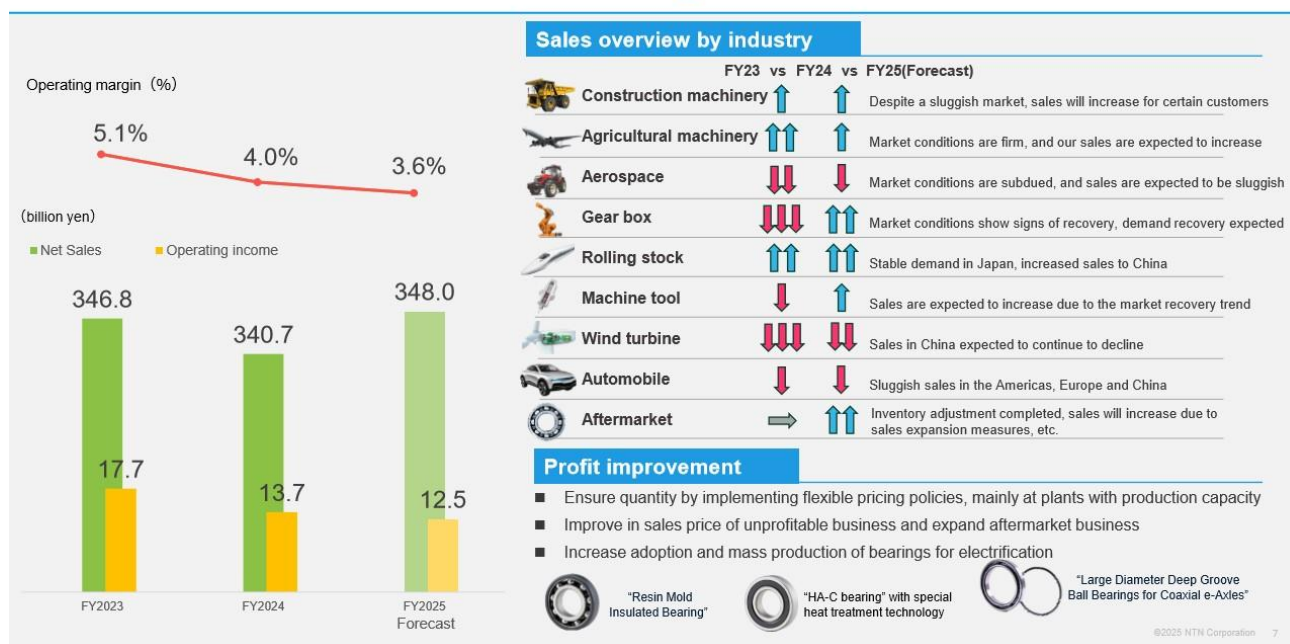 Operating margin（%）
5.1%
4.0%
3.6%
（billion yen）
Net Sales
Operating income
346.8
340.7
348.0
17.7
13.7
12.5
FY2023
FY2024
FY2025
Forecast
Sales overview by industry
FY23 vs FY24 vs FY25(Forecast)
Construction machinery
Despite a sluggish market, sales will increase for certain customers
Agricultural machinery
Market conditions are firm, and our sales are expected to increase
Aerospace
Market conditions are subdued, and sales are expected to be sluggish
Gear box
Market conditions show signs of recovery, demand recovery expected
Rolling stock
Stable demand in Japan, increased sales to China
Machine tool
Sales are expected to increase due to the market recovery trend
Wind turbine
Sales in China expected to continue to decline
Automobile
Sluggish sales in the Americas, Europe and China
Aftermarket
Inventory adjustment completed, sales will increase due to
sales expansion measures, etc.
Profit improvement
■ Ensure quantity by implementing flexible pricing policies, mainly at plants with production capacity
■ Improve in sales price of unprofitable business and expand aftermarket business
■ Increase adoption and mass production of bearings for electrification
“Resin Mold
Insulated Bearing”
“HA-C bearing” with special
heat treatment technology
“Large Diameter Deep Groove
Ball Bearings for Coaxial e-Axles”
©2025 NTN Corporation 7